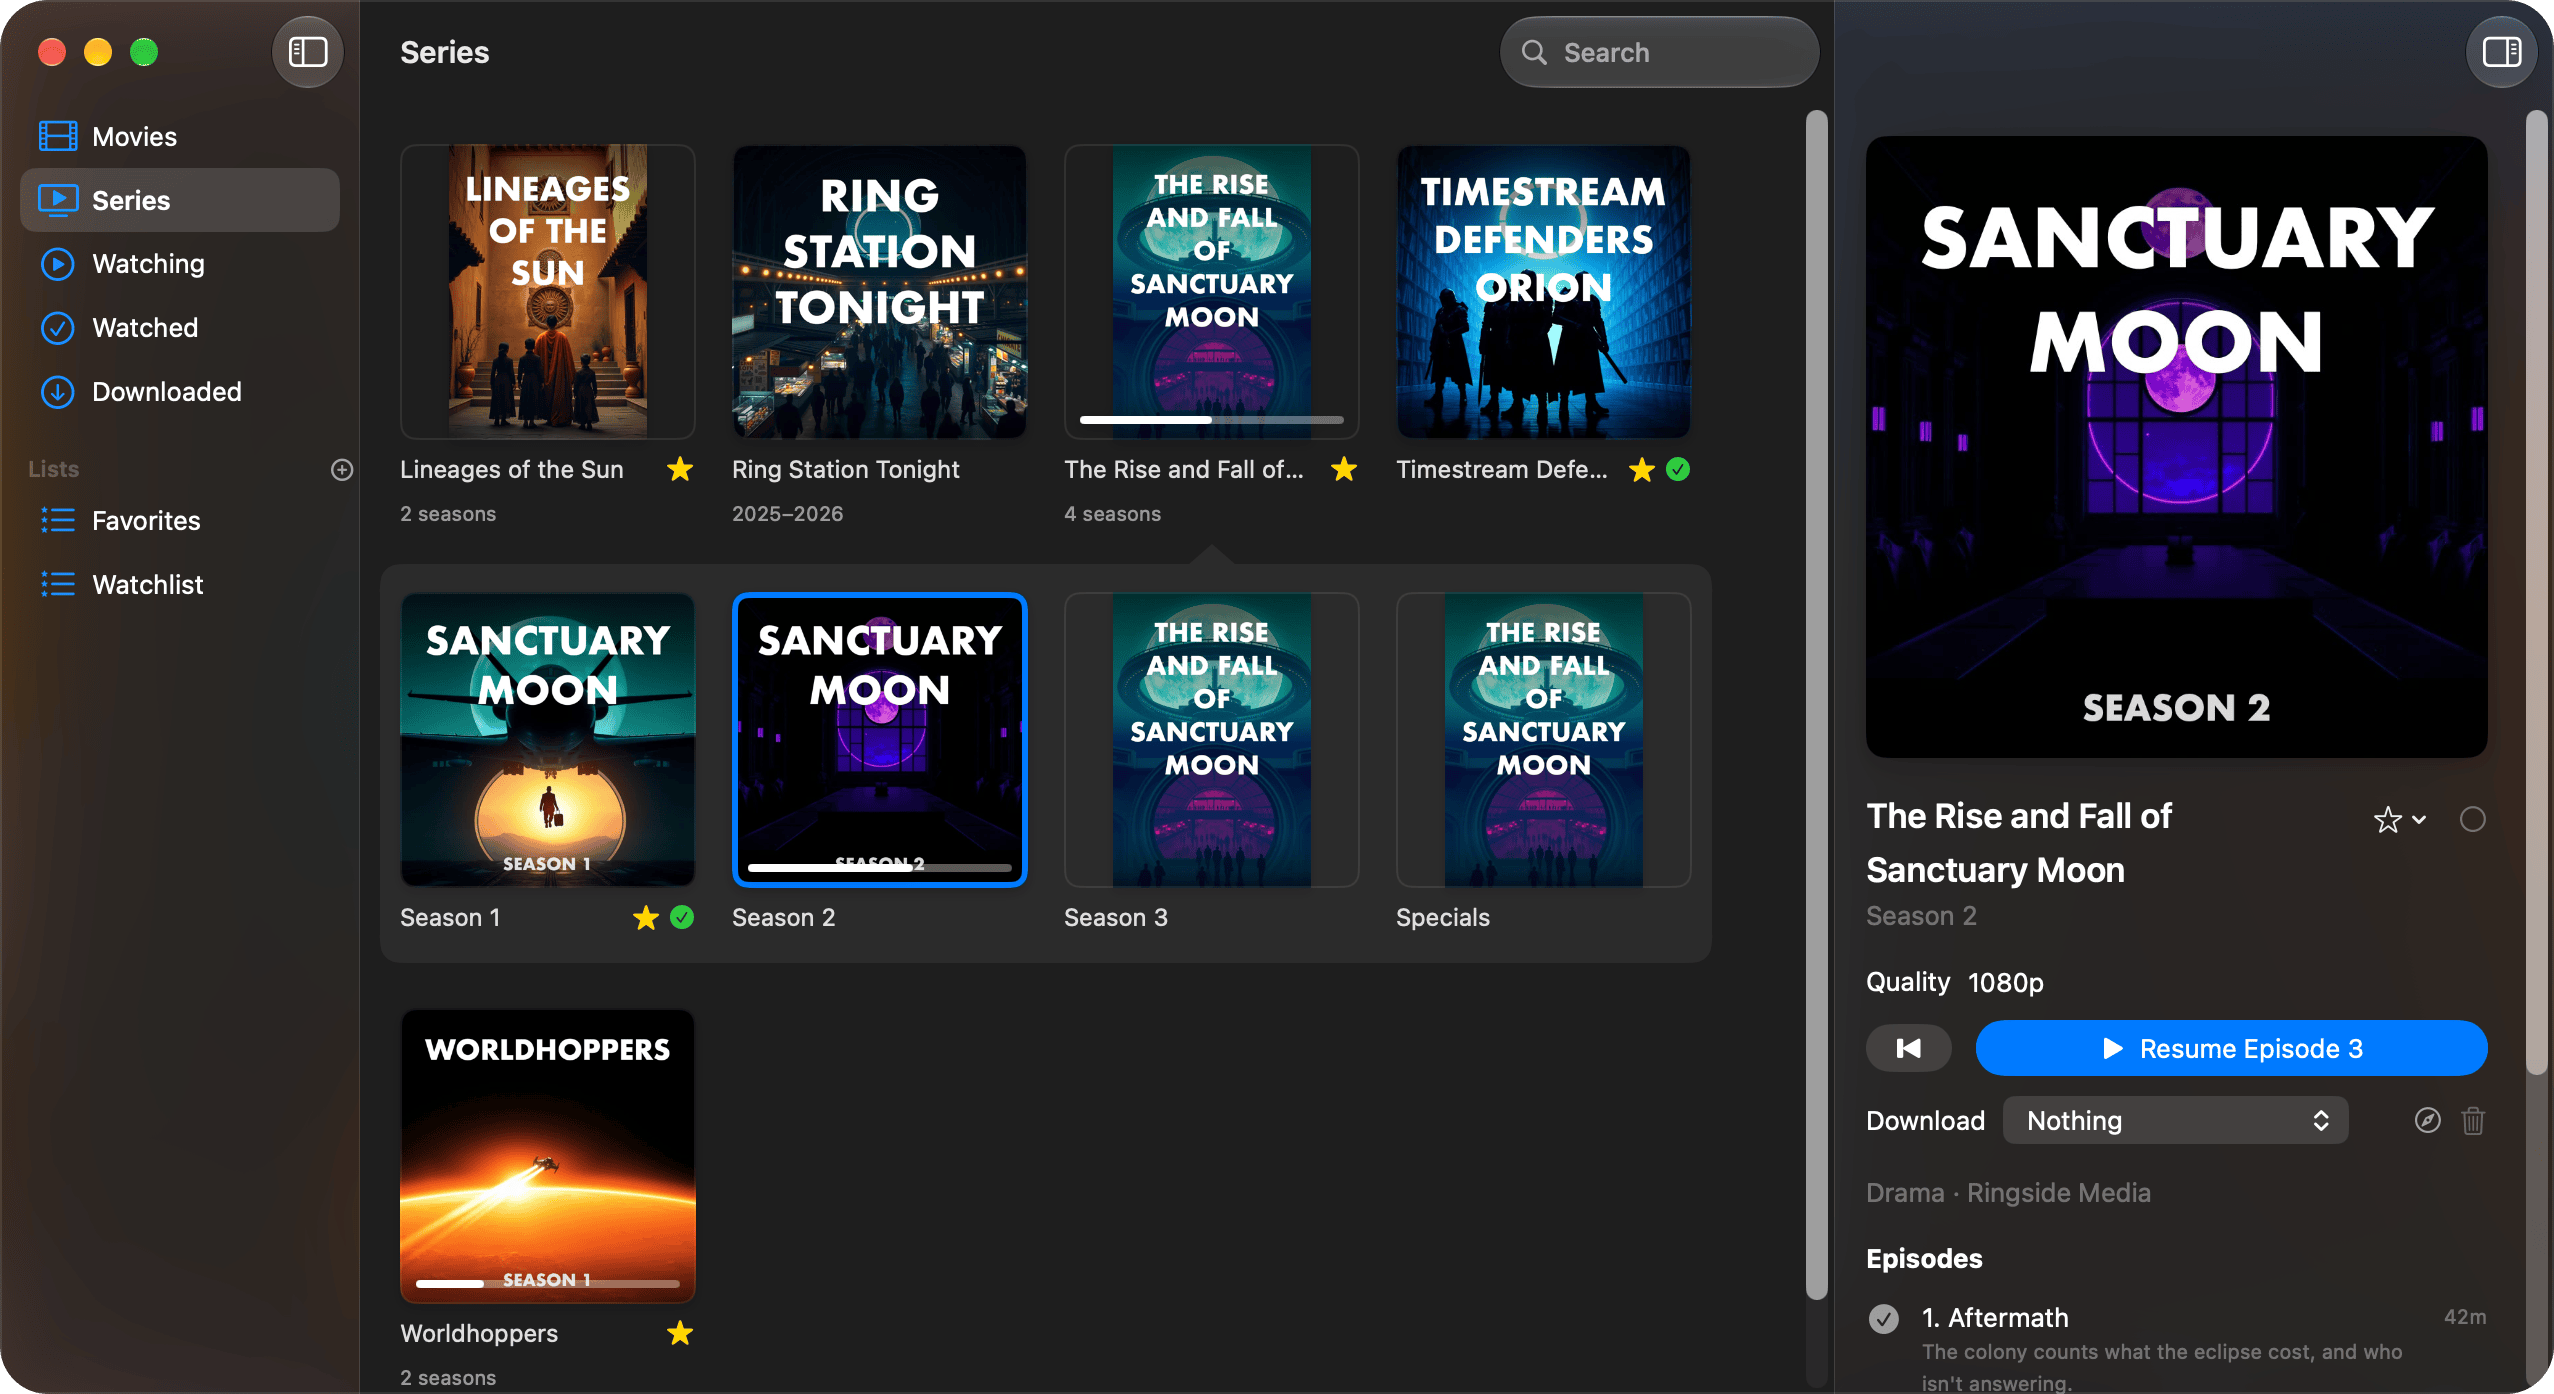 Series
Search
Movies
Series
Watching
Watched
Downloaded
Lists
Favorites
Watchlist
LINEAGES
OF THE
SUN
Lineages of the Sun
2 seasons
RING
STATION
TONIGHT
Ring Station Tonight
2025–2026
THE RISE
AND FALL
OF
SANCTUARY
MOON
The Rise and Fall of...
4 seasons
TIMESTREAM
DEFENDERS
ORION
Timestream Defe...
SANCTUARY
MOON
SEASON 1
Season 1
SANCTUARY
MOON
SEASON 2
Season 2
THE RISE
AND FALL
OF
SANCTUARY
MOON
Season 3
THE RISE
AND FALL
OF
SANCTUARY
MOON
Specials
WORLDHOPPERS
SEASON 1
Worldhoppers
2 seasons
SANCTUARY
MOON
SEASON 2
The Rise and Fall of
Sanctuary Moon
Season 2
Quality 1080p
Resume Episode 3
Download Nothing
Drama · Ringside Media
Episodes
1. Aftermath 42m
The colony counts what the eclipse cost, and who
isn't answering.